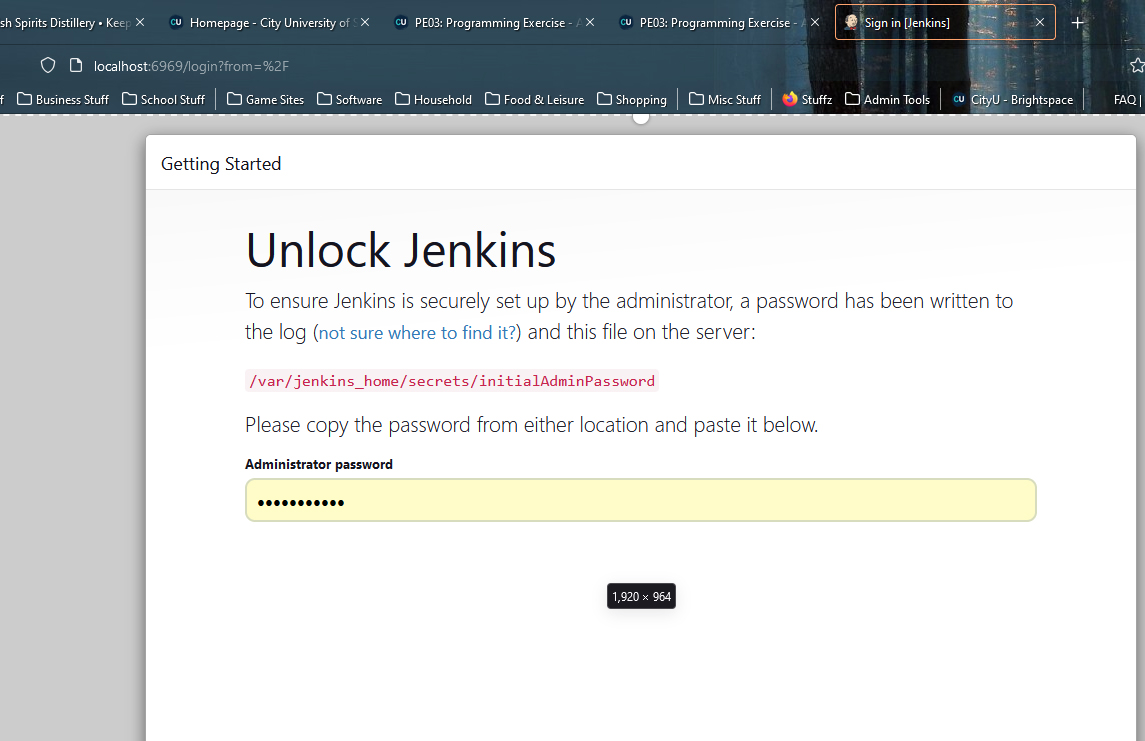 sh Spirits Distillery • Keep
Homepage - City University of S
PE03: Programming Exercise - A
PE03: Programming Exercise - A
Sign in [Jenkins]
localhost:6969/login?from=%2F
f
Business Stuff
School Stuff
Game Sites
Software
Household
Food & Leisure
Shopping
Misc Stuff
Stuffz
Admin Tools
CU
CityU - Brightspace
FAQ |
Getting Started
Unlock Jenkins
To ensure Jenkins is securely set up by the administrator, a password has been written to
the log (not sure where to find it?) and this file on the server:
/var/jenkins_home/secrets/initialAdminPassword
Please copy the password from either location and paste it below.
Administrator password
•••••••••••
1,920 × 964